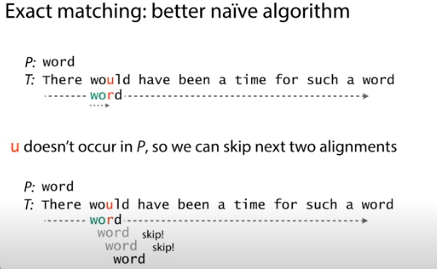 Exact matching: better naïve algorithm
P: word
T: There would have been a time for such a word
word
u doesn't occur in P, so we can skip next two alignments
P: word
T: There would have been a time for such a word
word
word skip!
word skip!
word